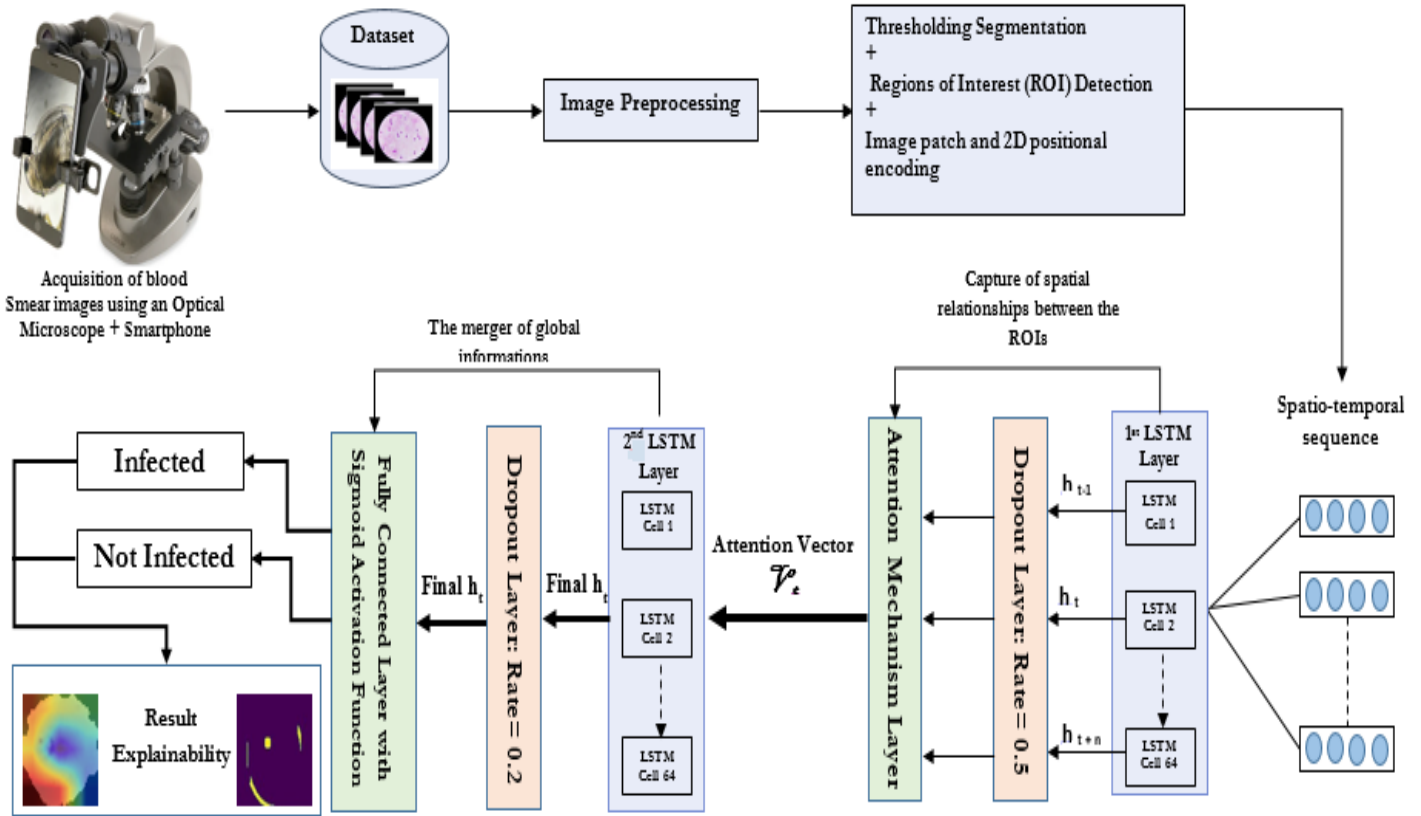 Dataset
Image Preprocessing
Thresholding Segmentation
+
Regions of Interest (ROI) Detection
+
Image patch and 2D positional
encoding
Acquisition of blood
Smear images using an Optical
Microscope + Smartphone
The merger of global
informations
Capture of spatial
relationships between the
ROIs
Spatio-temporal
sequence
1st LSTM
Layer
LSTM
Cell 1
LSTM
Cell 2
LSTM
Cell 64
h t-1
h t
h t+n
Dropout Layer: Rate= 0.5
Attention Mechanism Layer
Attention Vector
𝒱t
2nd LSTM
Layer
LSTM
Cell 1
LSTM
Cell 2
LSTM
Cell 64
Final ht
Dropout Layer: Rate= 0.2
Final ht
Fully Connected Layer with
Sigmoid Activation Function
Infected
Not Infected
Result
Explainability